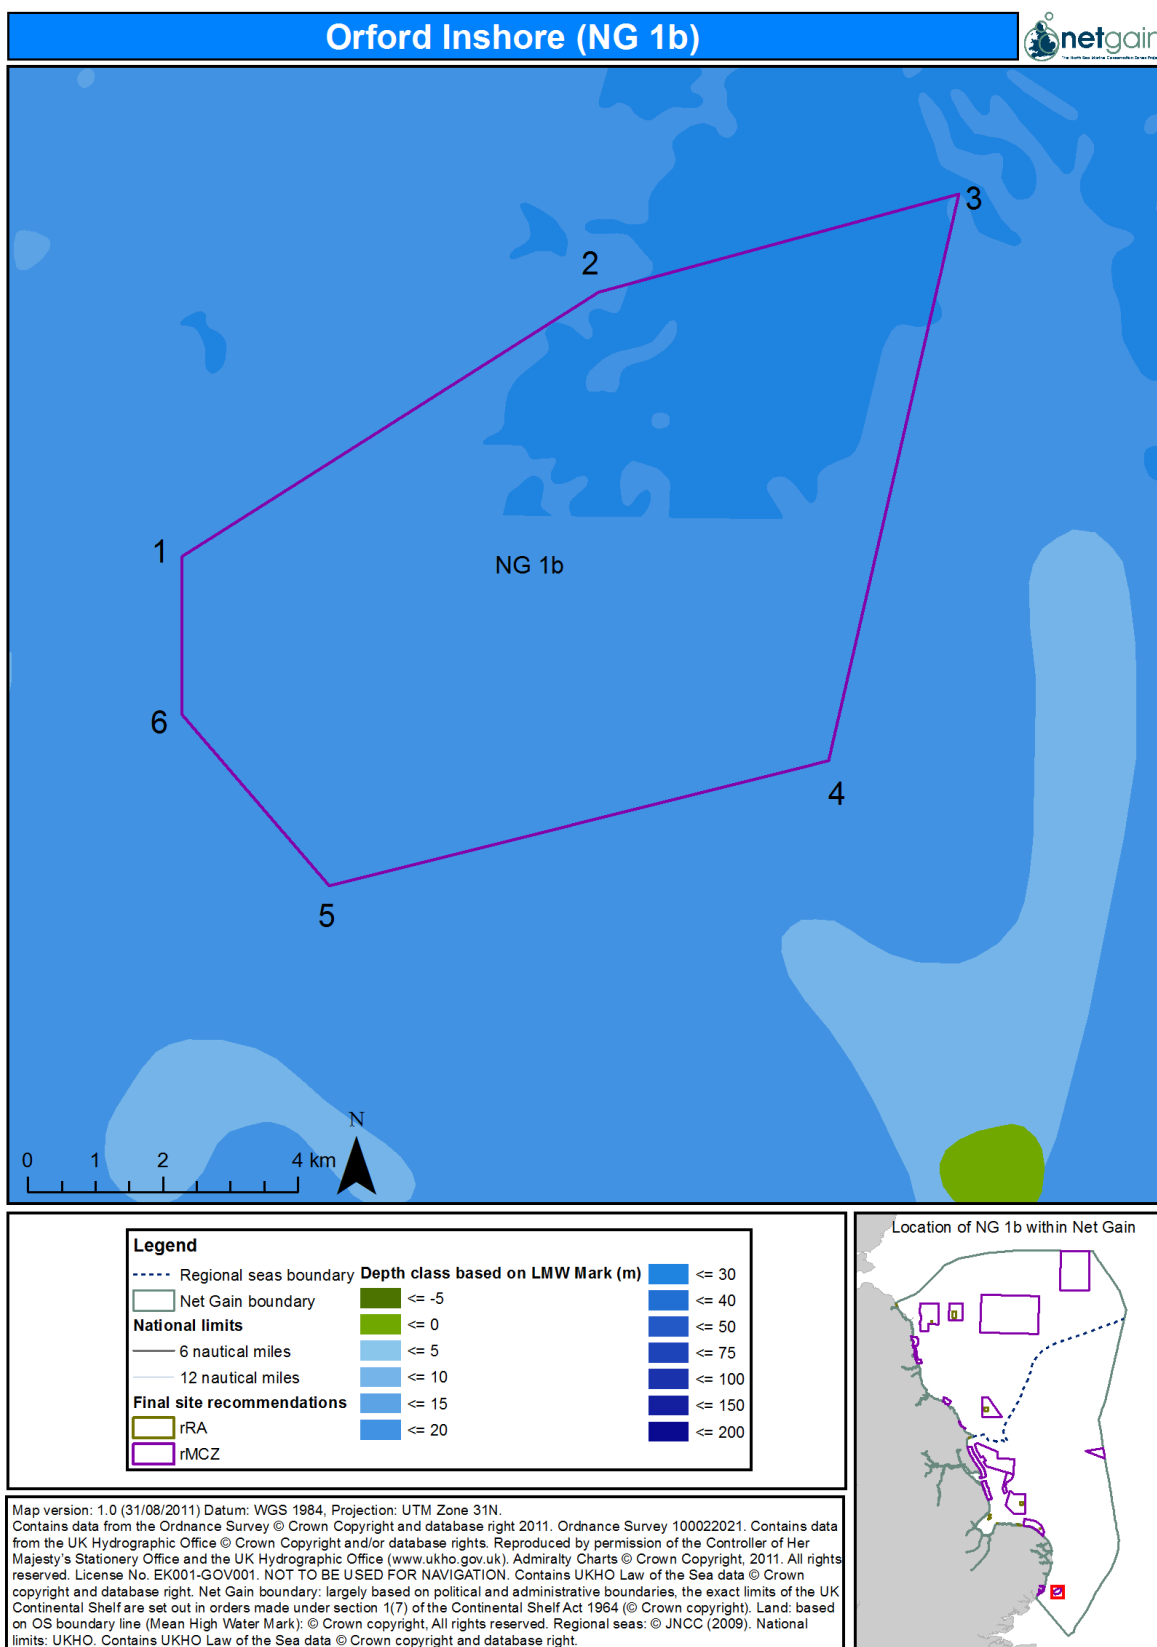 Orford Inshore (NG 1b)
netgain
The North Sea Marine Conservation Zones Project
3
2
1
NG 1b
6
4
5
N
0 1 2 4 km
Legend
Regional seas boundary
Net Gain boundary
National limits
6 nautical miles
12 nautical miles
Final site recommendations
rRA
rMCZ
Depth class based on LMW Mark (m)
<= -5
<= 0
<= 5
<= 10
<= 15
<= 20
<= 30
<= 40
<= 50
<= 75
<= 100
<= 150
<= 200
Location of NG 1b within Net Gain
Map version: 1.0 (31/08/2011) Datum: WGS 1984, Projection: UTM Zone 31N.
Contains data from the Ordnance Survey © Crown Copyright and database right 2011. Ordnance Survey 100022021. Contains data
from the UK Hydrographic Office © Crown Copyright and/or database rights. Reproduced by permission of the Controller of Her
Majesty's Stationery Office and the UK Hydrographic Office (www.ukho.gov.uk). Admiralty Charts © Crown Copyright, 2011. All rights
reserved. License No. EK001-GOV001. NOT TO BE USED FOR NAVIGATION. Contains UKHO Law of the Sea data © Crown
copyright and database right. Net Gain boundary: largely based on political and administrative boundaries, the exact limits of the UK
Continental Shelf are set out in orders made under section 1(7) of the Continental Shelf Act 1964 (© Crown copyright). Land: based
on OS boundary line (Mean High Water Mark): © Crown copyright, All rights reserved. Regional seas: © JNCC (2009). National
limits: UKHO. Contains UKHO Law of the Sea data © Crown copyright and database right.